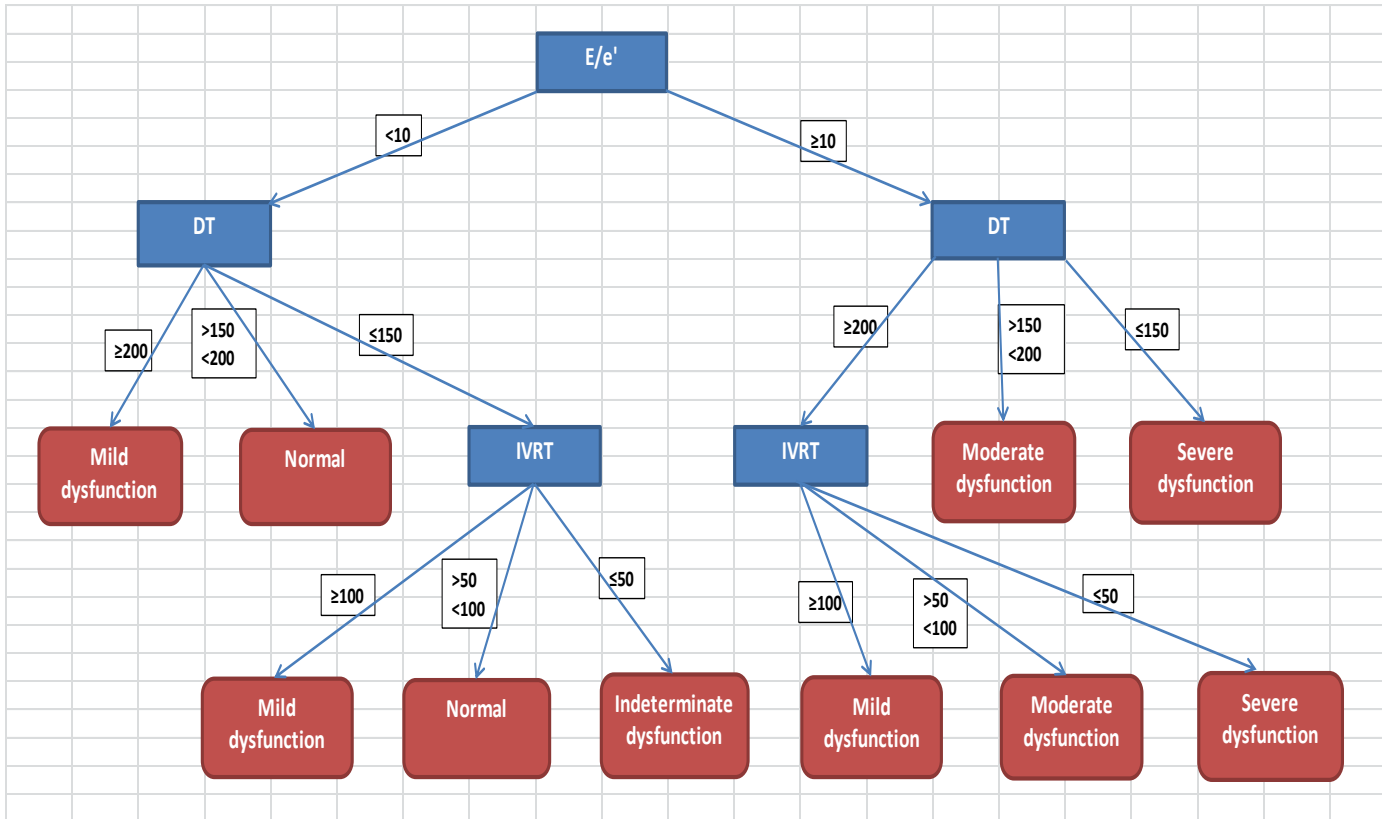 E/e'
<10
≥10
DT
DT
≥200
>150
<200
≤150
≥200
>150
<200
≤150
Mild
dysfunction
Normal
IVRT
IVRT
Moderate
dysfunction
Severe
dysfunction
≥100
>50
<100
≤50
≥100
>50
<100
≤50
Mild
dysfunction
Normal
Indeterminate
dysfunction
Mild
dysfunction
Moderate
dysfunction
Severe
dysfunction